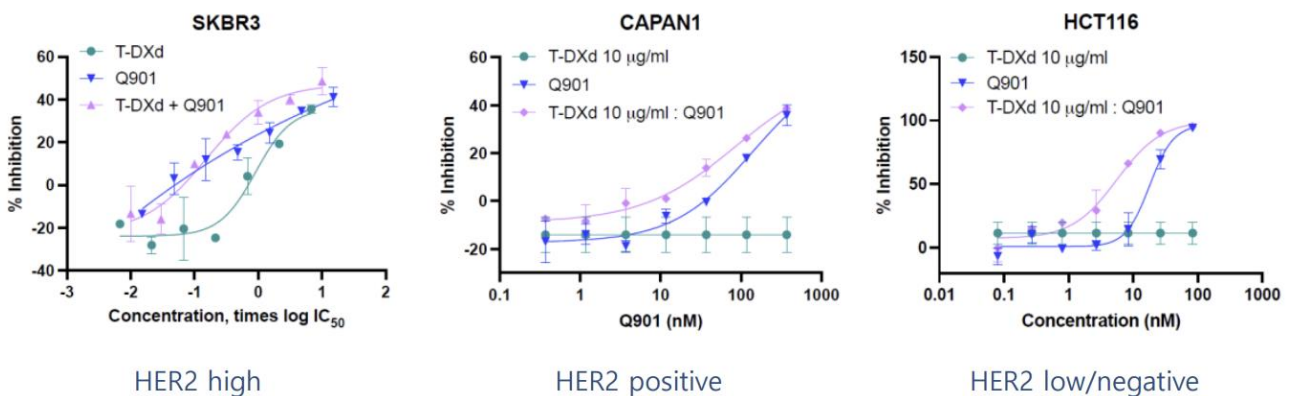 SKBR3
T-DXd
Q901
T-DXd + Q901
% Inhibition
60
40
20
0
-20
-40
-3
-2
-1
0
1
2
Concentration, times log IC50
HER2 high
CAPAN1
T-DXd 10 μg/ml
Q901
T-DXd 10 μg/ml : Q901
% Inhibition
60
40
20
0
-20
0.1
1
10
100
1000
Q901 (nM)
HER2 positive
HCT116
T-DXd 10 μg/ml
Q901
T-DXd 10 μg/ml : Q901
% Inhibition
150
100
50
0
0.01
0.1
1
10
100
1000
Concentration (nM)
HER2 low/negative